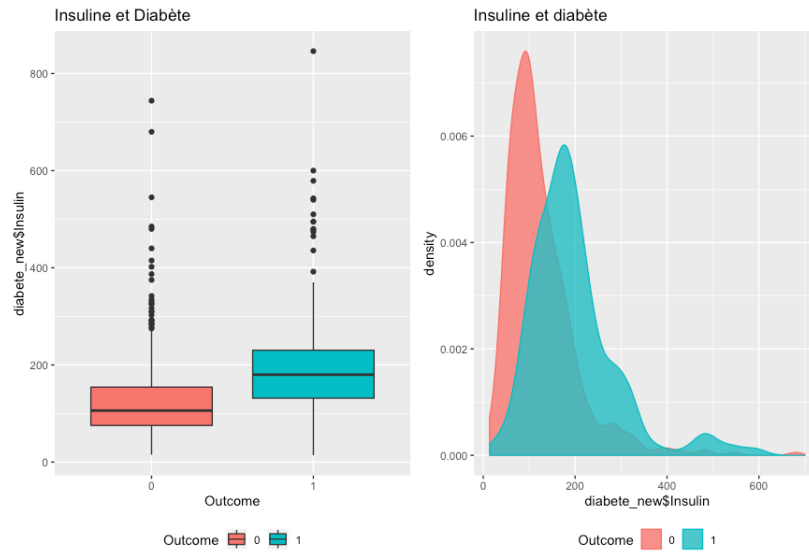 Insuline et Diabète
800
600
400
200
0
diabete_new$Insulin
0
1
Outcome
Outcome 0 1
Insuline et diabète
0.006
0.004
0.002
0.000
density
0
200
400
600
diabete_new$Insulin
Outcome 0 1